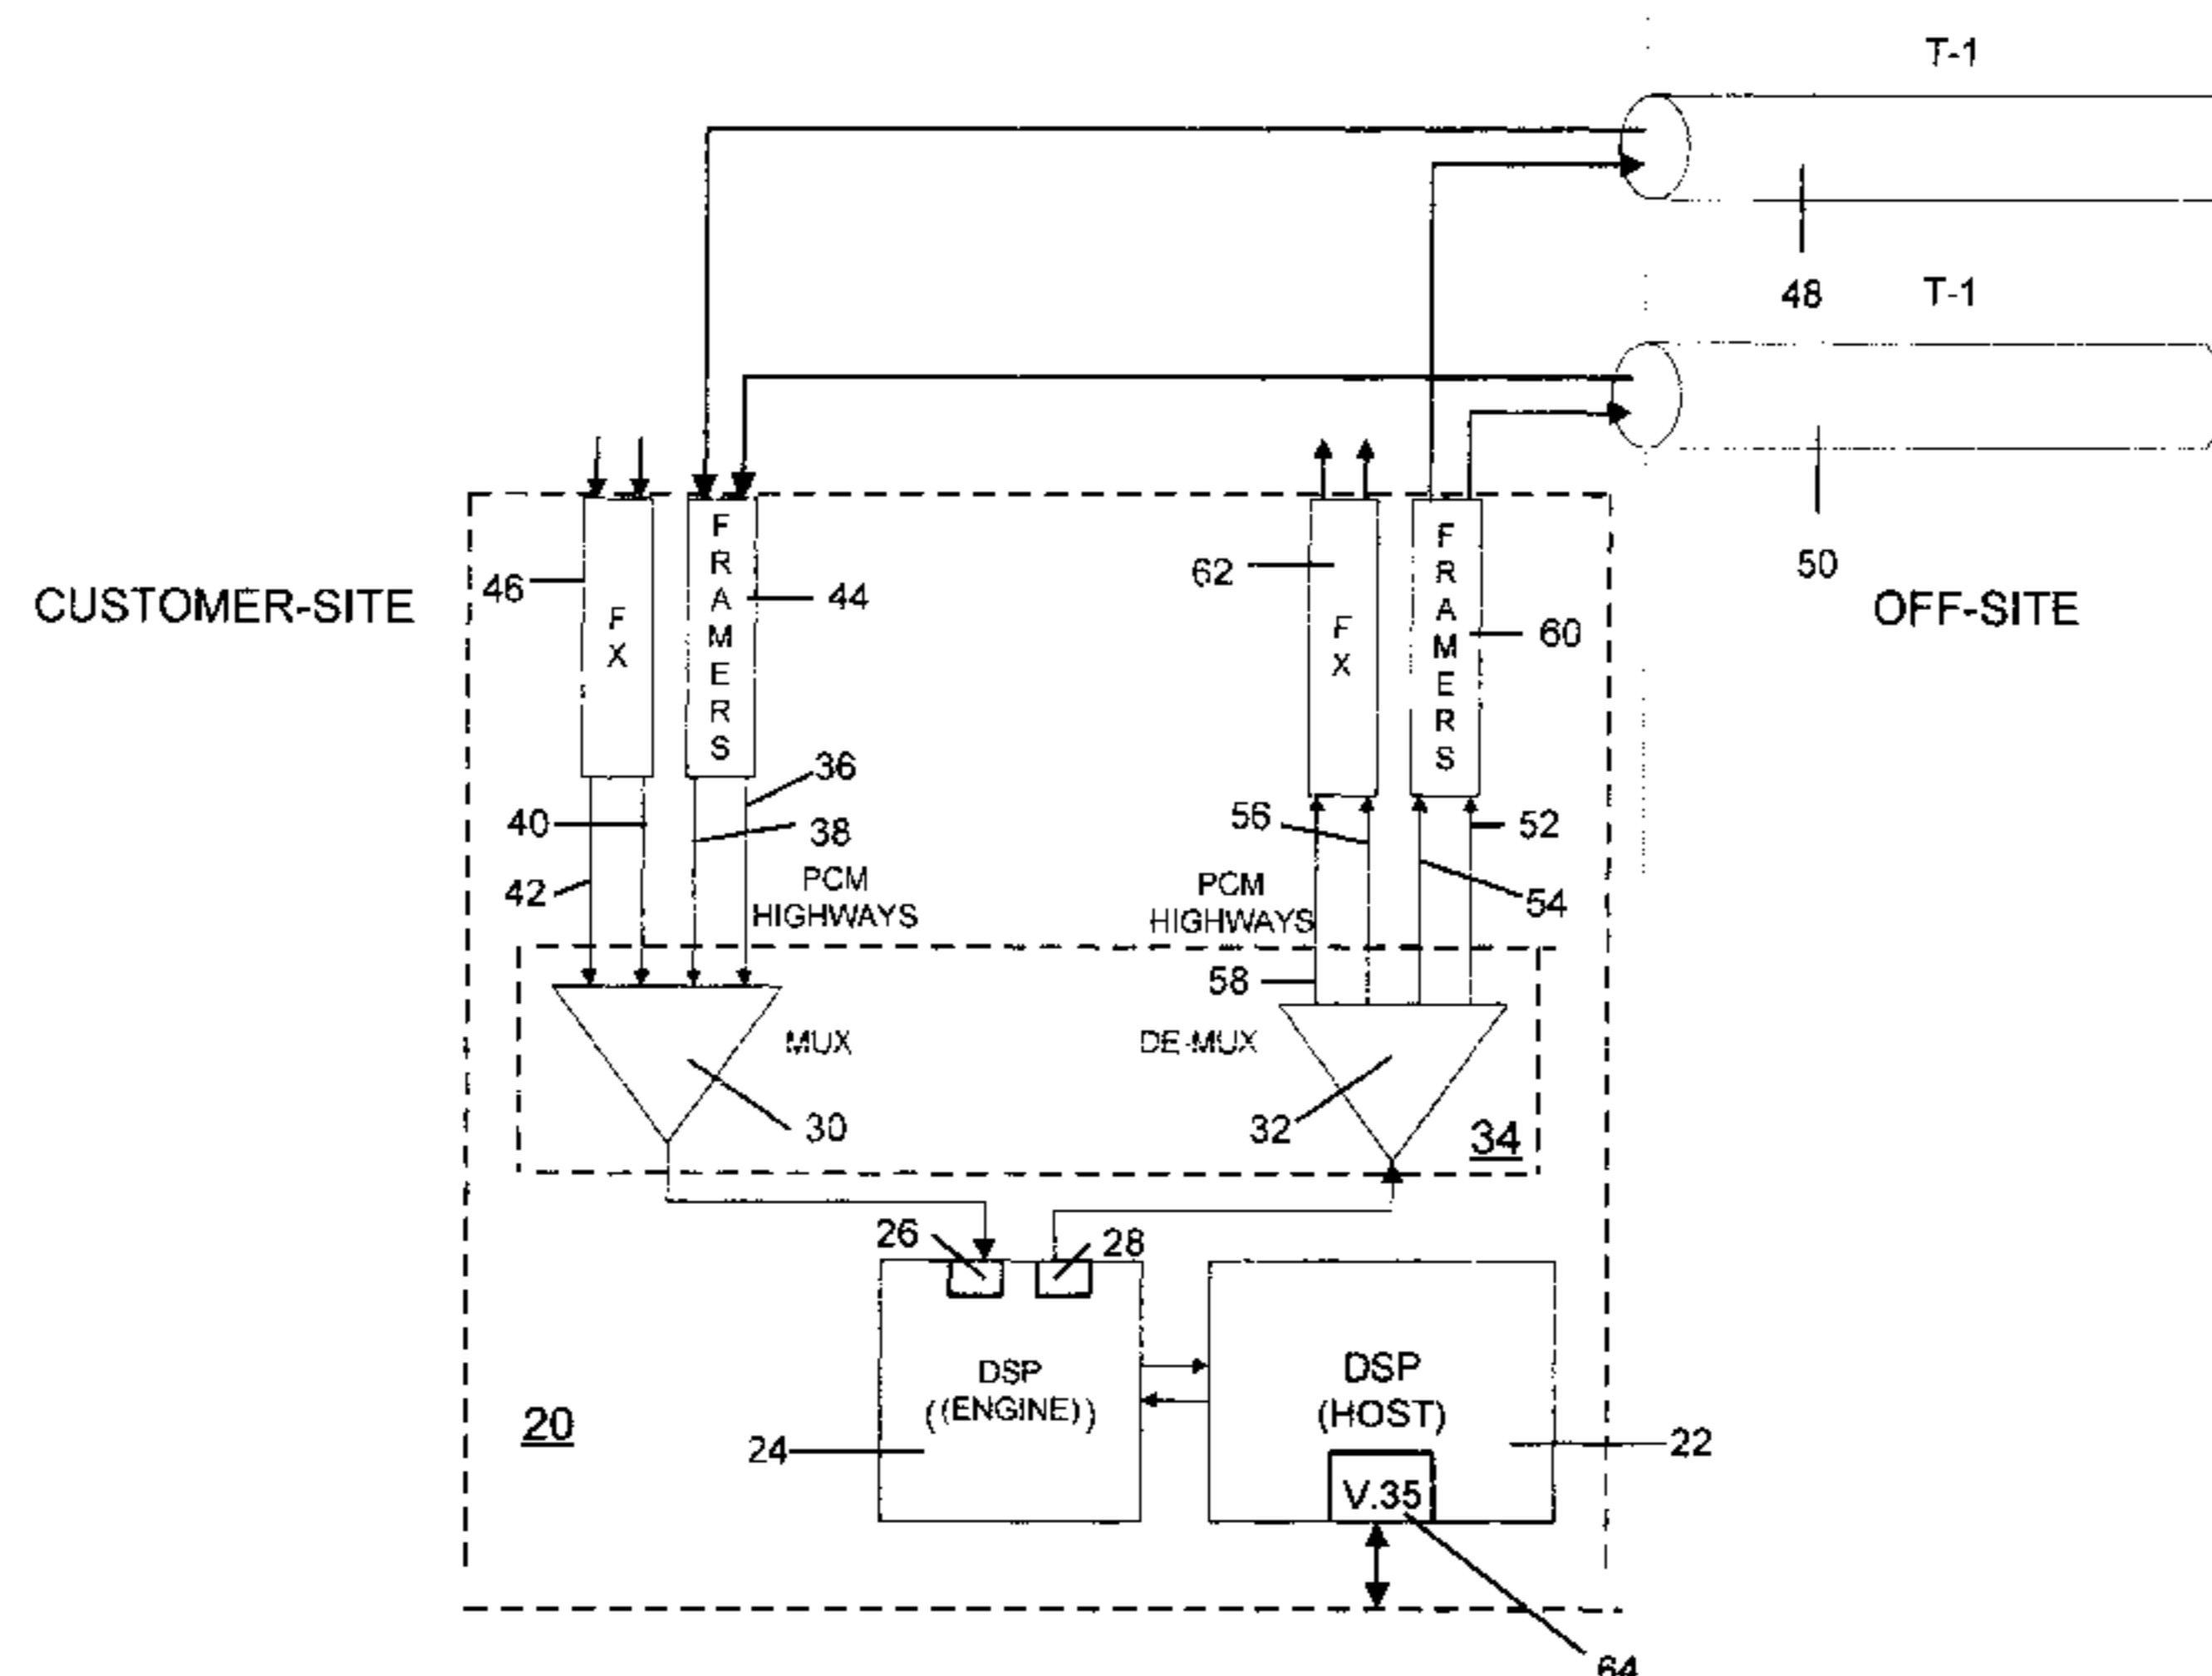 T-1
48
T-1
50
CUSTOMER-SITE
OFF-SITE
46
FX
FRAMERS
44
62
FX
FRAMERS
60
36
40
38
42
PCM
HIGHWAYS
56
52
PCM
HIGHWAYS
54
58
MUX
DE-MUX
30
32
34
26
28
DSP
((ENGINE))
DSP
(HOST)
20
24
22
V.35
64